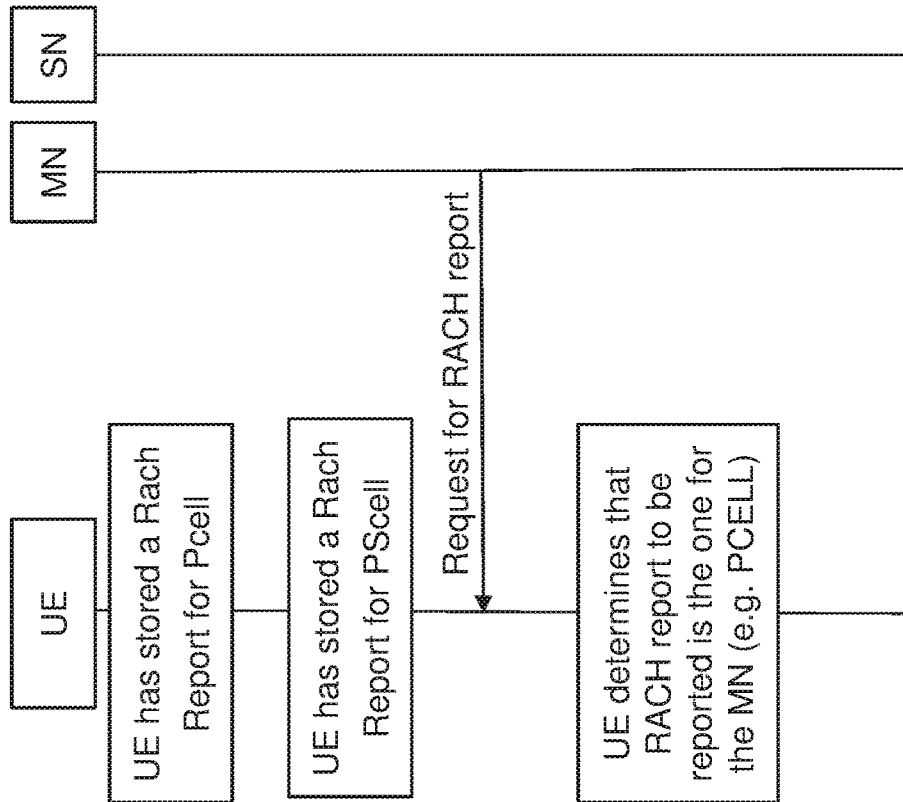 UE
MN
SN
UE has stored a Rach
Report for Pcell
UE has stored a Rach
Report for PScell
Request for RACH report
UE determines that
RACH report to be
reported is the one for
the MN (e.g. PCELL)